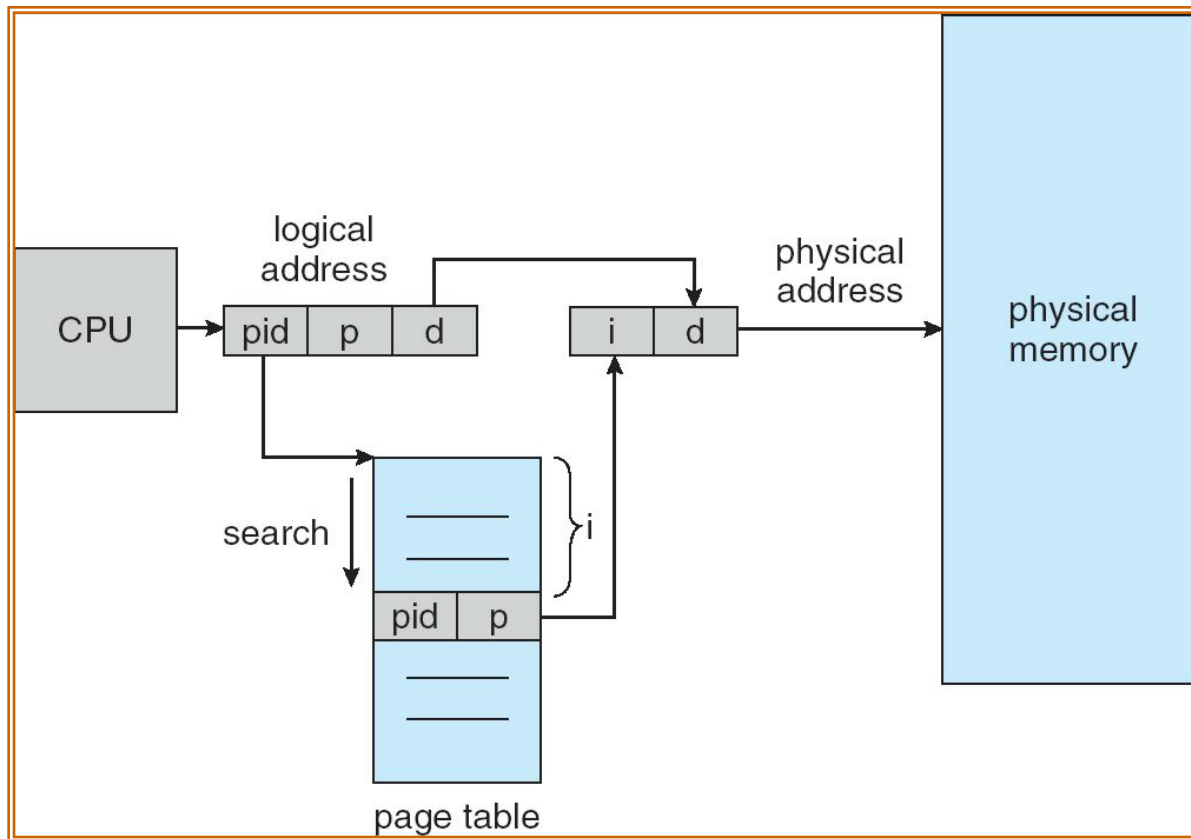 logical
address
physical
address
CPU
pid p d
i d
physical
memory
search
i
pid p
page table